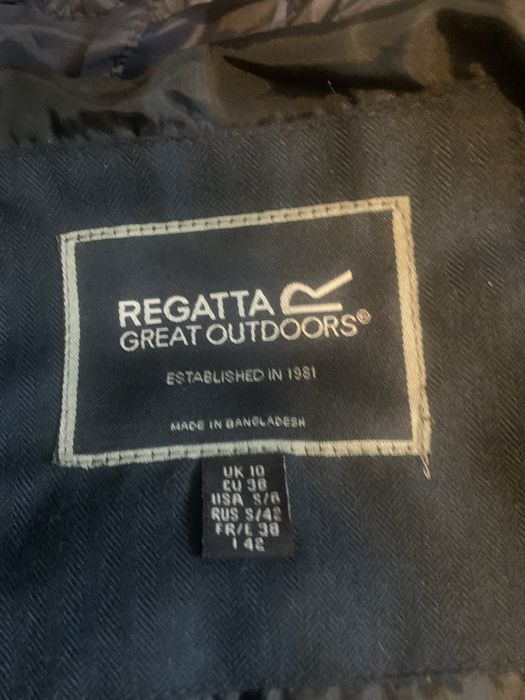 REGATTA
GREAT OUTDOORS®
ESTABLISHED IN 1981
MADE IN BANGLADESH
UK 10
EU 36
USA S/6
RUS S/42
FR/E 38
I 42